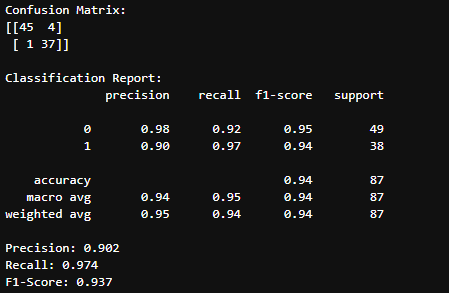 Confusion Matrix:
[[45  4]
 [ 1 37]]
Classification Report:
              precision    recall  f1-score   support
           0       0.98      0.92      0.95        49
           1       0.90      0.97      0.94        38
    accuracy                           0.94        87
   macro avg       0.94      0.95      0.94        87
weighted avg       0.95      0.94      0.94        87
Precision: 0.902
Recall: 0.974
F1-Score: 0.937